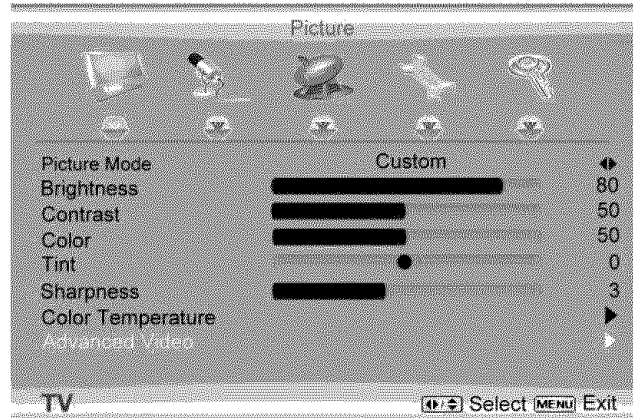 Picture
Picture Mode Custom
Brightness 80
Contrast 50
Color 50
Tint 0
Sharpness 3
Color Temperature
Advanced Video
TV Select MENU Exit